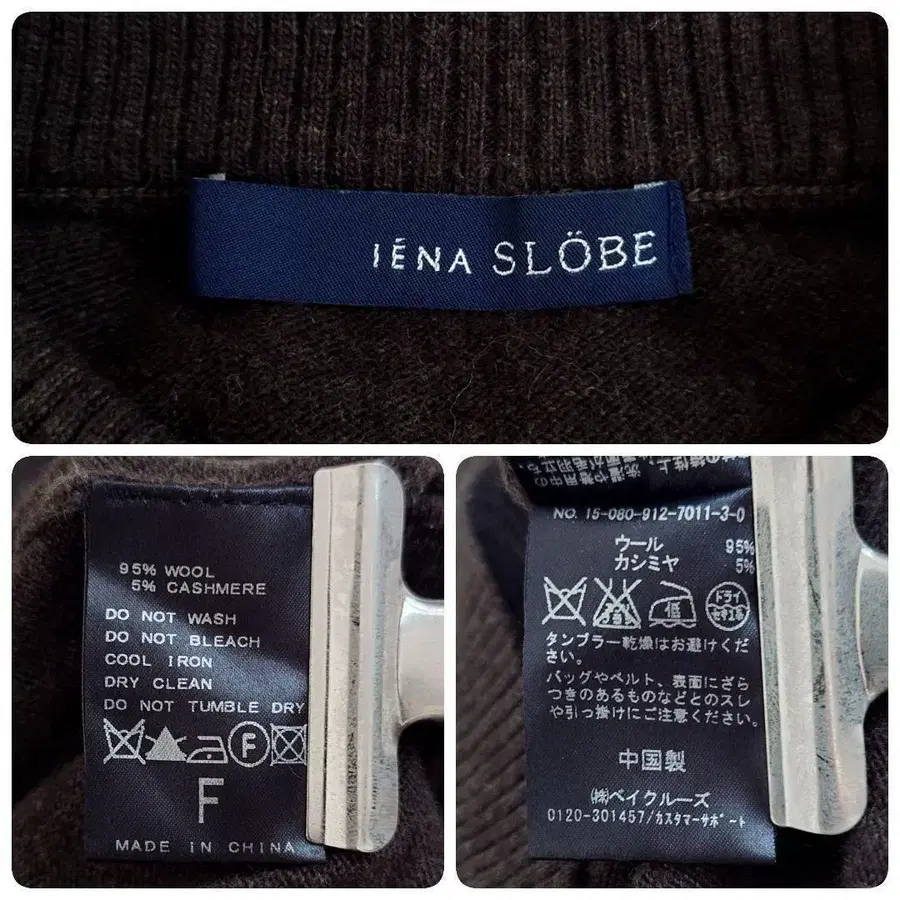 IÉNA SLÖBE
95% WOOL
5% CASHMERE
DO NOT WASH
DO NOT BLEACH
COOL IRON
DRY CLEAN
DO NOT TUMBLE DRY
F
F
MADE IN CHINA
NO. 15-080-912-7011-3-0
ウール 95%
カシミヤ 5%
低 ドライ
セキユ系
タンブラー乾燥はお避けくだ
さい。
バッグやベルト、表面にざら
つきのあるものなどとのスレ
や引っ掛けにご注意ください。
中国製
㈱ベイクルーズ
0120-301457/カスタマーサポート